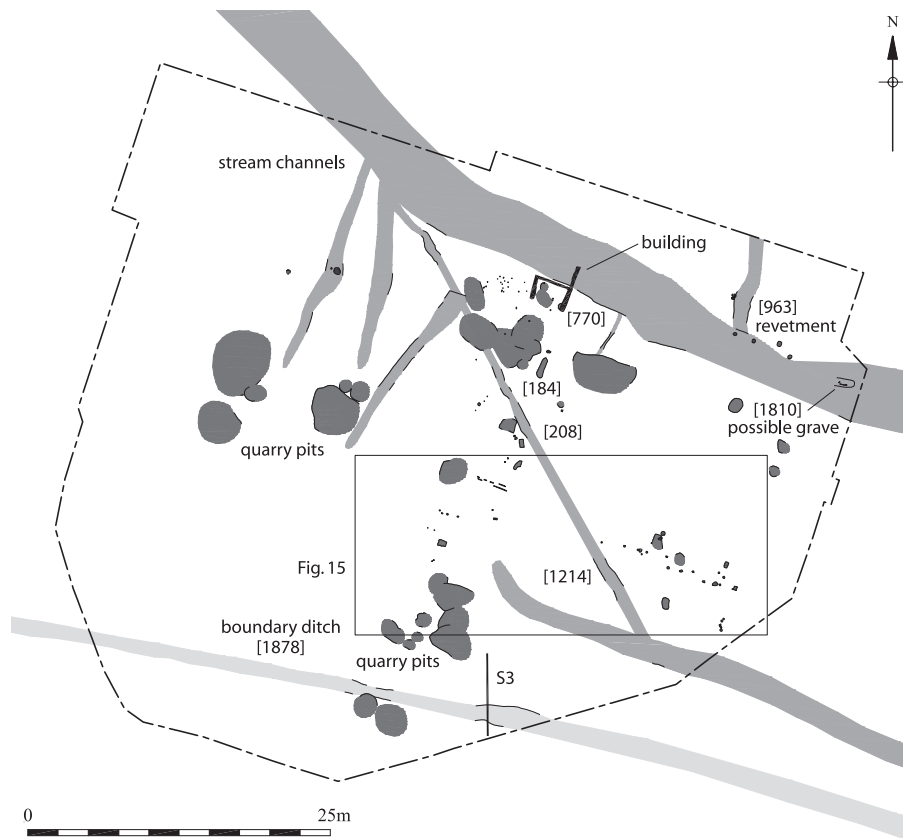 N
stream channels
building
[770]
[963]
revetment
[184]
[1810]
possible grave
[208]
quarry pits
Fig. 15
[1214]
boundary ditch
[1878]
quarry pits
S3
0
25m